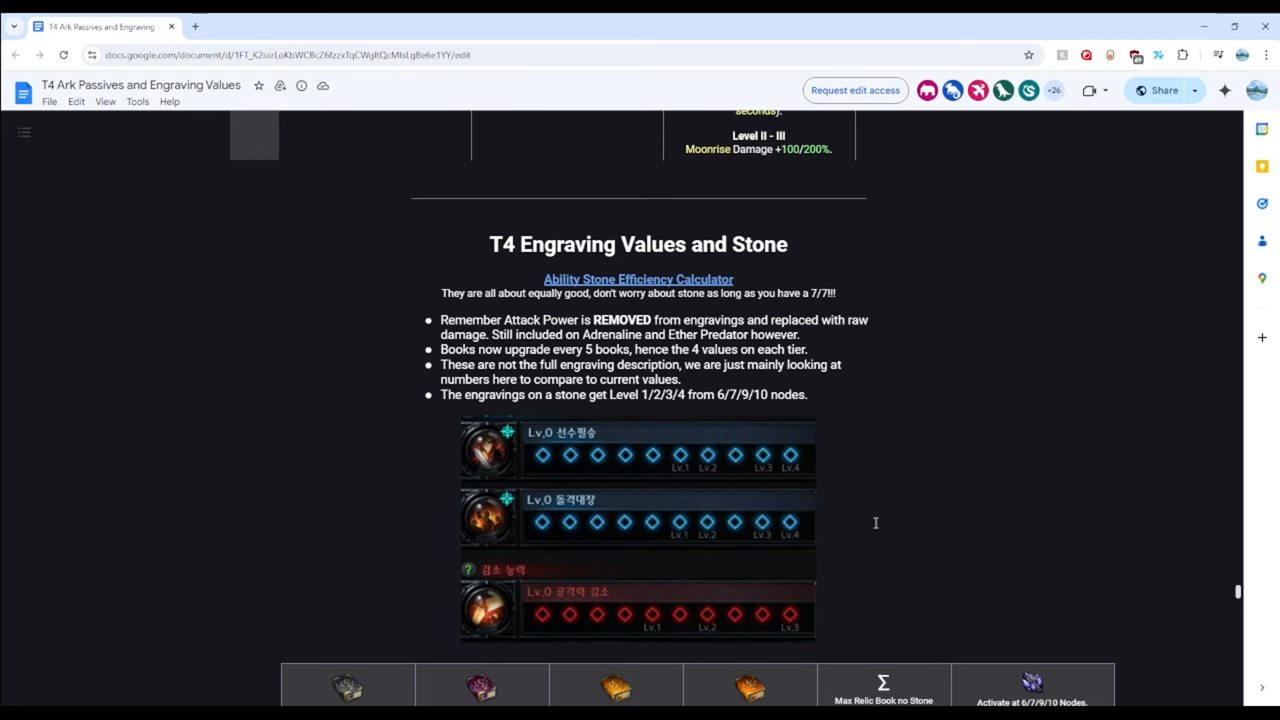 T4 Ark Passives and Engraving
docs.google.com/document/d/1FT_K2ssrLoKbWCBcZ6fzzxTqCWgItQcMIsLgBe6e1YY/edit
T4 Ark Passives and Engraving Values
Request edit access
+26
Share
File Edit View Tools Help
seconds).
Level II - III
Moonrise Damage +100/200%.
T4 Engraving Values and Stone
Ability Stone Efficiency Calculator
They are all about equally good, don't worry about stone as long as you have a 7/7!!!
● Remember Attack Power is REMOVED from engravings and replaced with raw
damage. Still included on Adrenaline and Ether Predator however.
● Books now upgrade every 5 books, hence the 4 values on each tier.
● These are not the full engraving description, we are just mainly looking at
numbers here to compare to current values.
● The engravings on a stone get Level 1/2/3/4 from 6/7/9/10 nodes.
Lv.0 선수필승
Lv.1 Lv.2 Lv.3 Lv.4
Lv.0 돌격대장
Lv.1 Lv.2 Lv.3 Lv.4
감소 능력
Lv.0 공격력 감소
Lv.1 Lv.2 Lv.3
Σ
Max Relic Book no Stone
Activate at 6/7/9/10 Nodes.